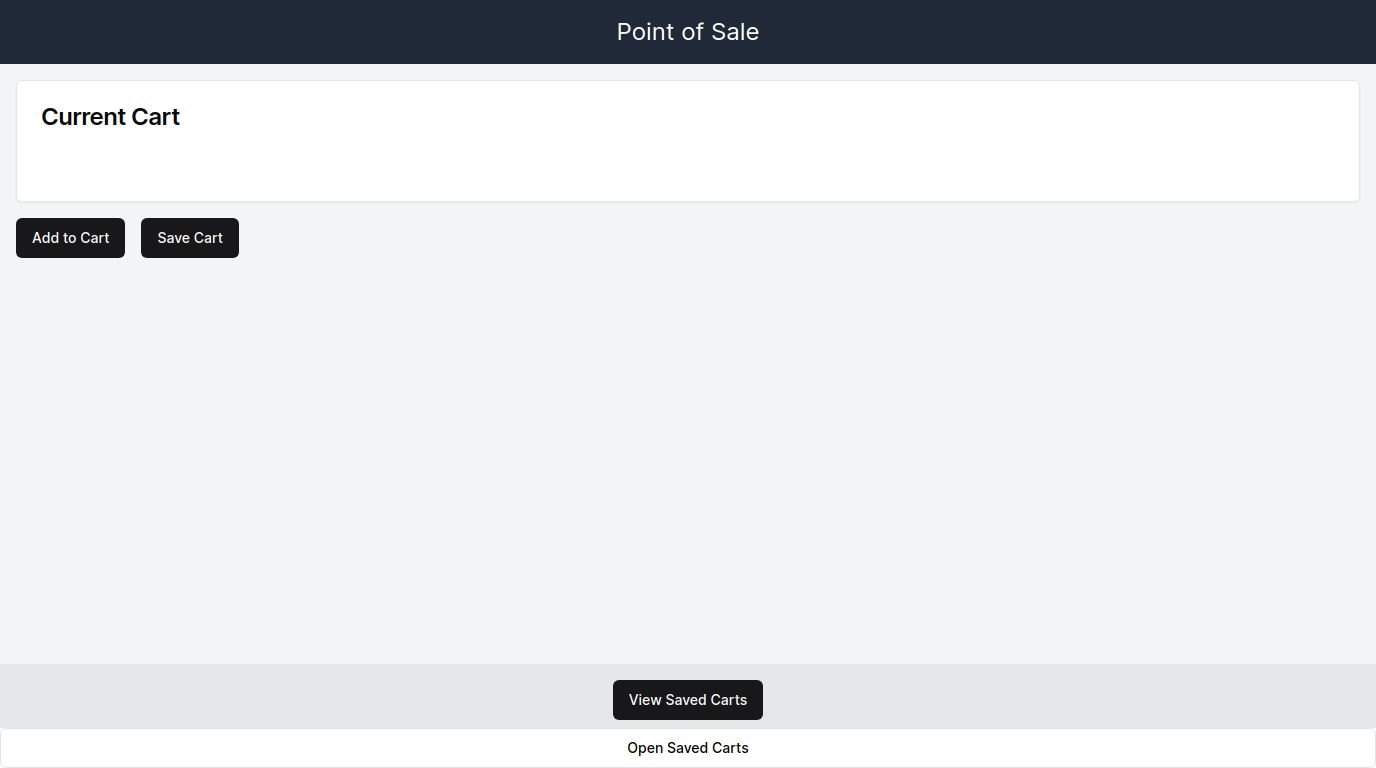 Point of Sale
Current Cart
Add to Cart
Save Cart
View Saved Carts
Open Saved Carts